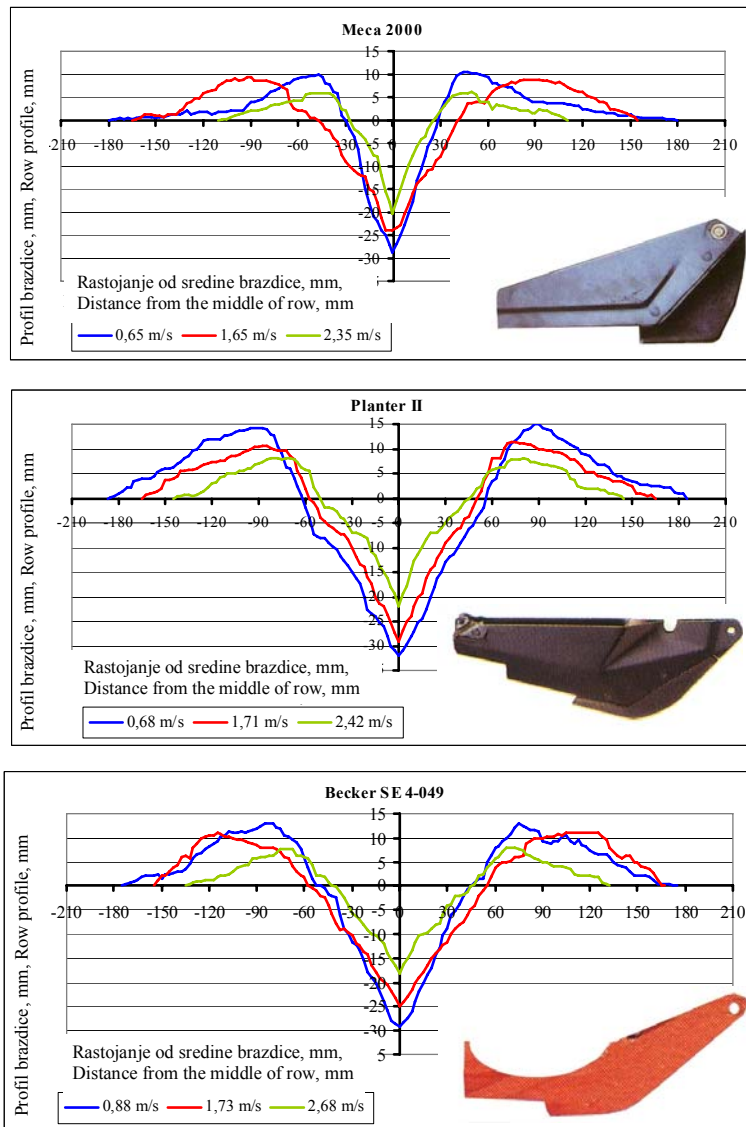 Meca 2000
Profil brazdice, mm, Row profile, mm
15
10
5
0
-5
-10
-15
-20
-25
-30
-210 -180 -150 -120 -90 -60 -30 0 30 60 90 120 150 180 210
Rastojanje od sredine brazdice, mm,
Distance from the middle of row, mm
0,65 m/s 1,65 m/s 2,35 m/s
Planter II
Profil brazdice, mm, Row profile, mm
15
10
5
0
-5
-10
-15
-20
-25
-30
5
-210 -180 -150 -120 -90 -60 -30 0 30 60 90 120 150 180 210
Rastojanje od sredine brazdice, mm,
Distance from the middle of row, mm
0,68 m/s 1,71 m/s 2,42 m/s
Becker SE 4-049
Profil brazdice, mm, Row profile, mm
15
10
5
0
-5
-10
-15
-20
-25
-30
5
-210 -180 -150 -120 -90 -60 -30 0 30 60 90 120 150 180 210
Rastojanje od sredine brazdice, mm,
Distance from the middle of row, mm
0,88 m/s 1,73 m/s 2,68 m/s